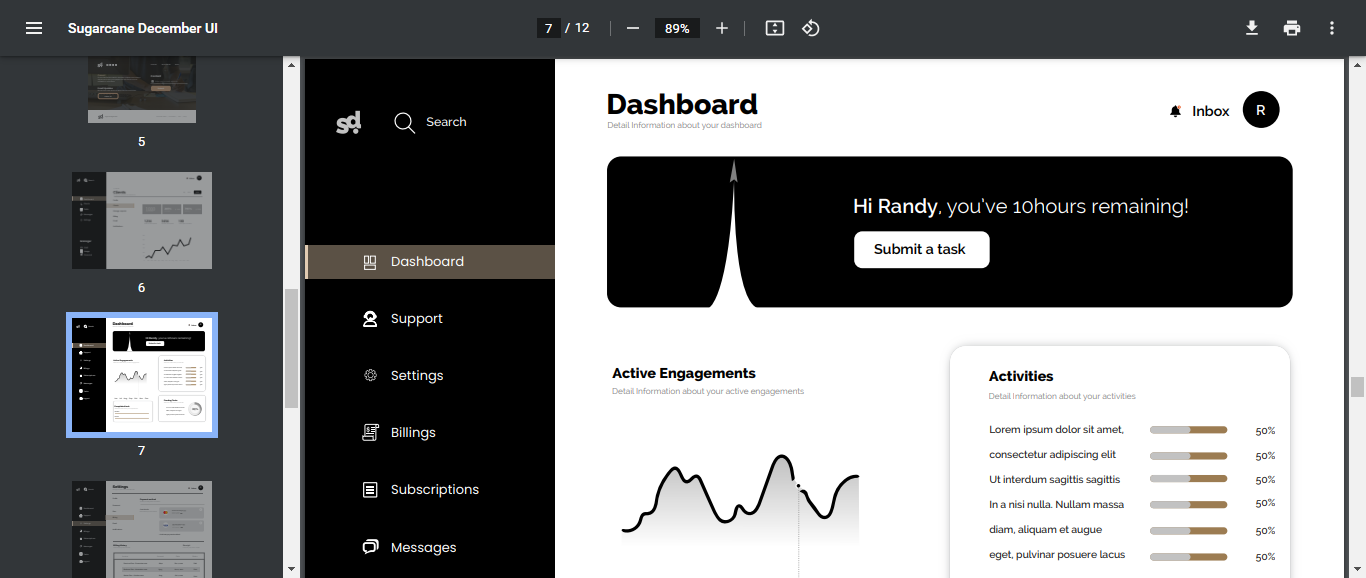 Sugarcane December UI
7 / 12
89%
5
6
7
sd.
Search
Dashboard
Support
Settings
Billings
Subscriptions
Messages
Dashboard
Detail Information about your dashboard
Inbox
R
Hi Randy, you've 10hours remaining!
Submit a task
Active Engagements
Detail Information about your active engagements
Activities
Detail Information about your activities
Lorem ipsum dolor sit amet, 50%
consectetur adipiscing elit 50%
Ut interdum sagittis sagittis 50%
In a nisi nulla. Nullam massa 50%
diam, aliquam et augue 50%
eget, pulvinar posuere lacus 50%